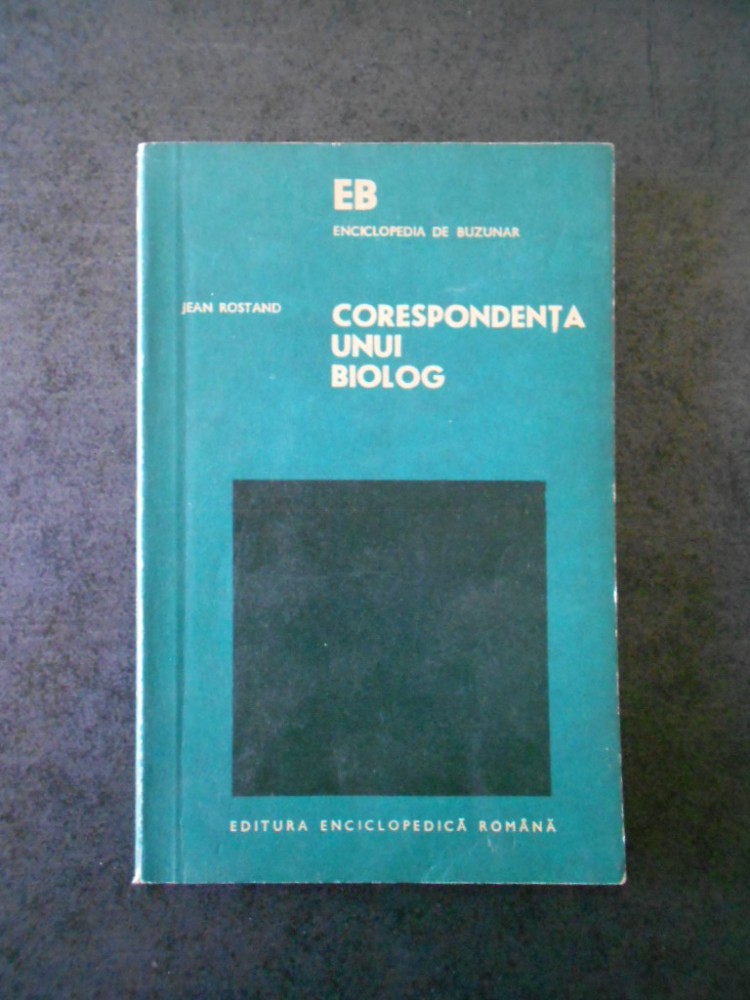 EB
ENCICLOPEDIA DE BUZUNAR
JEAN ROSTAND
CORESPONDENȚA
UNUI
BIOLOG
EDITURA ENCICLOPEDICĂ ROMÂNĂ